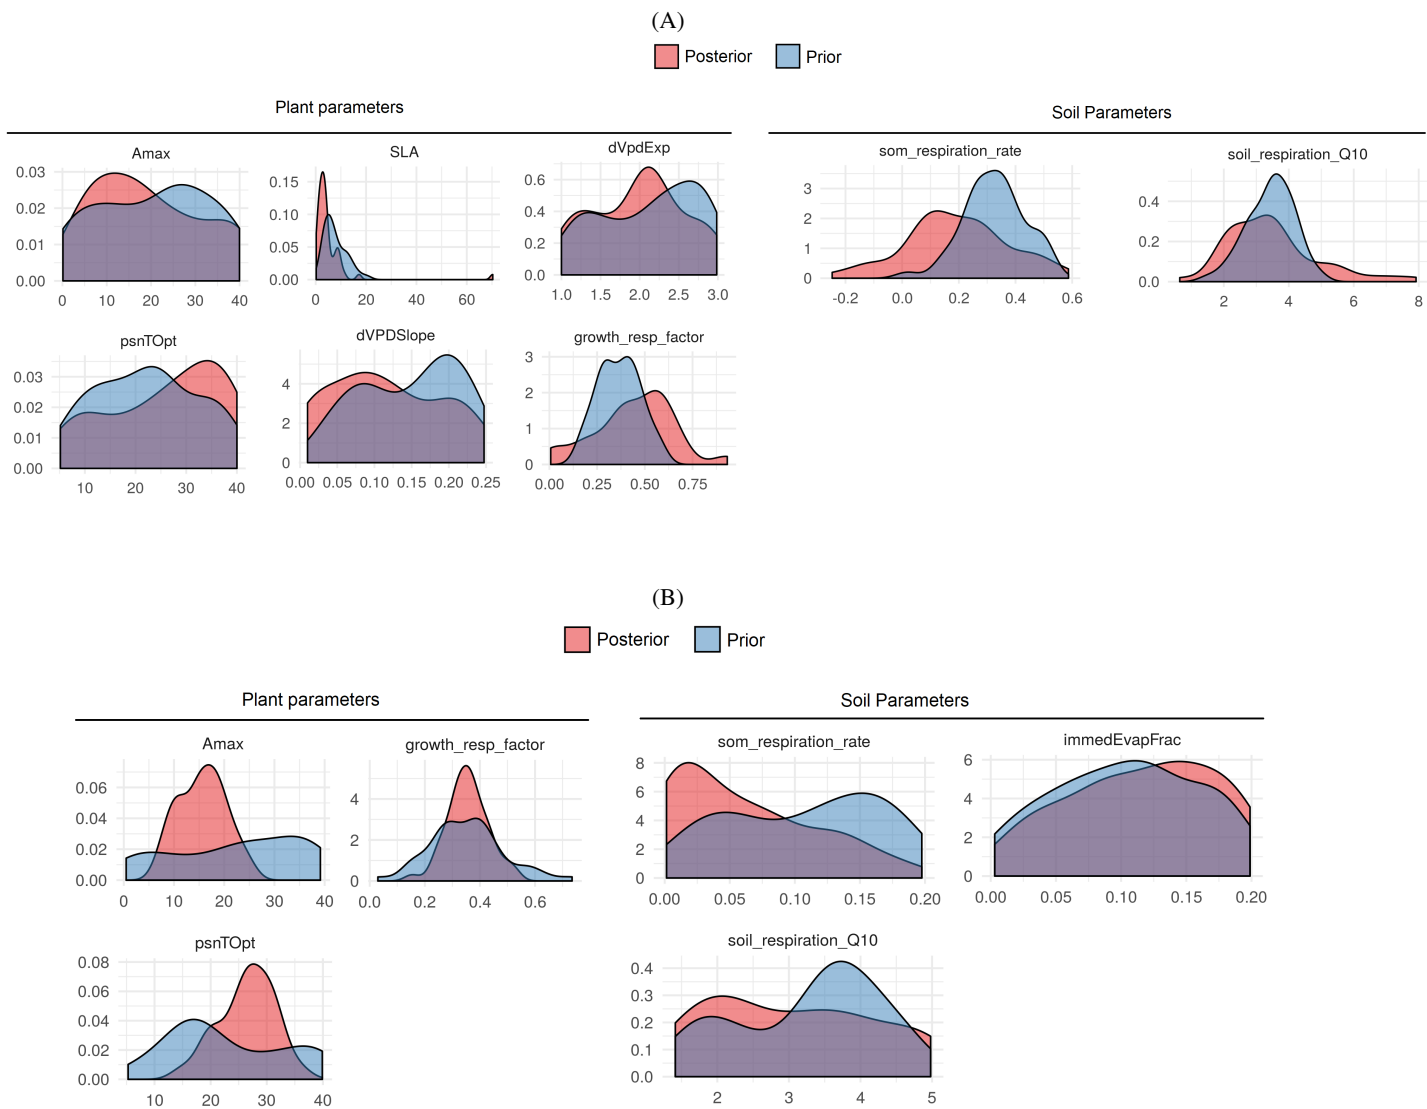 (A)
Posterior Prior
Plant parameters
Soil Parameters
Amax
0.03
0.02
0.01
0.00
0 10 20 30 40
SLA
0.15
0.10
0.05
0.00
0 20 40 60
dVpdExp
0.6
0.4
0.2
0.0
1.0 1.5 2.0 2.5 3.0
som_respiration_rate
3
2
1
0
-0.2 0.0 0.2 0.4 0.6
soil_respiration_Q10
0.4
0.2
0.0
2 4 6 8
psnTOpt
0.03
0.02
0.01
0.00
10 20 30 40
dVPDSlope
4
2
0
0.00 0.05 0.10 0.15 0.20 0.25
growth_resp_factor
3
2
1
0
0.00 0.25 0.50 0.75
(B)
Posterior Prior
Plant parameters
Soil Parameters
Amax
0.06
0.04
0.02
0.00
0 10 20 30 40
growth_resp_factor
4
2
0
0.0 0.2 0.4 0.6
som_respiration_rate
8
6
4
2
0
0.00 0.05 0.10 0.15 0.20
immedEvapFrac
6
4
2
0
0.00 0.05 0.10 0.15 0.20
psnTOpt
0.08
0.06
0.04
0.02
0.00
10 20 30 40
soil_respiration_Q10
0.4
0.3
0.2
0.1
0.0
2 3 4 5